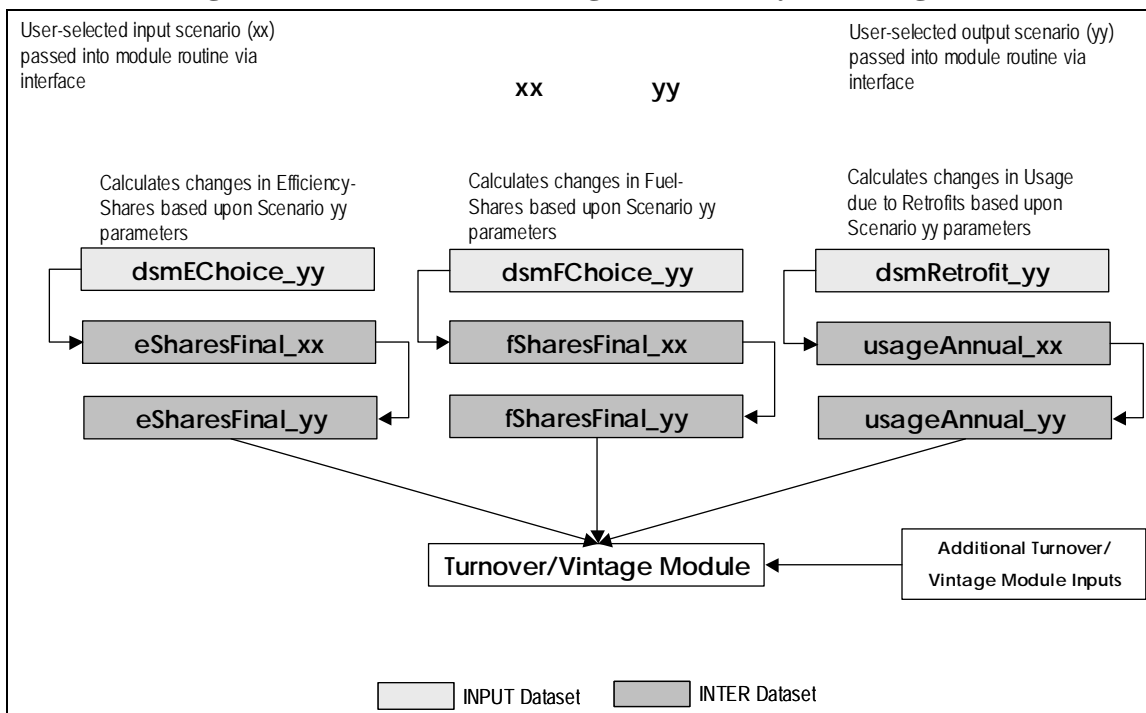 User-selected input scenario (xx)
passed into module routine via
interface
User-selected output scenario (yy)
passed into module routine via
interface
xx yy
Calculates changes in Efficiency-
Shares based upon Scenario yy
parameters
Calculates changes in Fuel-
Shares based upon Scenario yy
parameters
Calculates changes in Usage
due to Retrofits based upon
Scenario yy parameters
dsmEChoice_yy
dsmFChoice_yy
dsmRetrofit_yy
eSharesFinal_xx
fSharesFinal_xx
usageAnnual_xx
eSharesFinal_yy
fSharesFinal_yy
usageAnnual_yy
Turnover/Vintage Module
Additional Turnover/
Vintage Module Inputs
INPUT Dataset
INTER Dataset